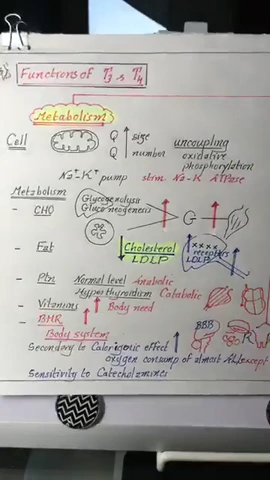 Functions of T3 & T4
Metabolism
Cell
↑ size
↑ number
uncoupling
oxidative
phosphorylation
Na+-K+ pump stim Na-K ATPase
Metabolism
- CHO
Glycogenolysis
Gluconeogenesis
G
- Fat
↓ Cholesterol
LDLP
↑ xxxx
receptors
LDLP
- Ptn
Normal level Anabolic
Hyperthyroidism Catabolic
- Vitamins ↑ Body need
- BMR ↑
Body system
BBB
R
Secondary to Calorigenic effect ↑
oxygen consump of almost All except
Sensitivity to Catecholamines